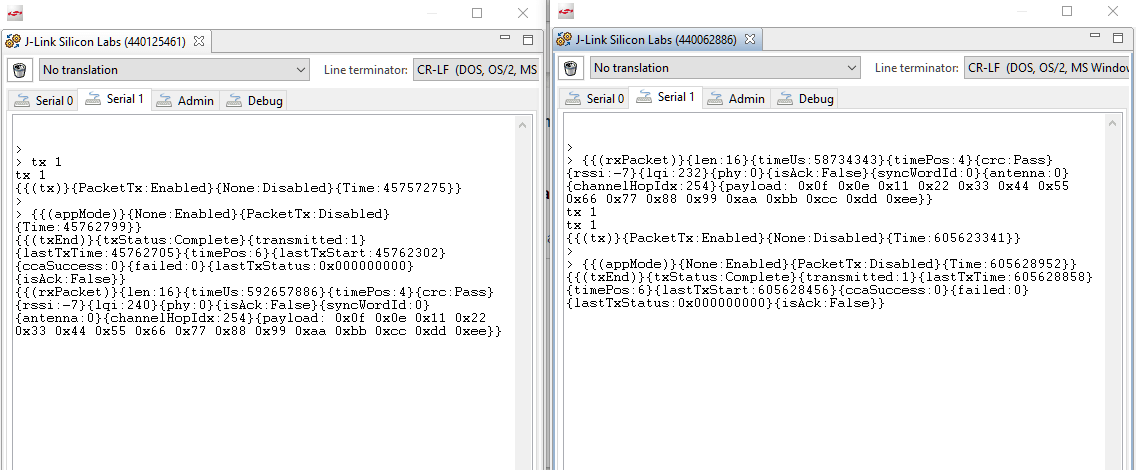 J-Link Silicon Labs (440125461)
No translation
Line terminator:
CR-LF (DOS, OS/2, MS
Serial 0
Serial 1
Admin
Debug
>
> tx 1
tx 1
{{(tx)}{PacketTx:Enabled}{None:Disabled}{Time:45757275}}
>
> {{(appMode)}{None:Enabled}{PacketTx:Disabled}
{Time:45762799}}
{{(txEnd)}{txStatus:Complete}{transmitted:1}
{lastTxTime:45762705}{timePos:6}{lastTxStart:45762302}
{ccaSuccess:0}{failed:0}{lastTxStatus:0x000000000}
{isAck:False}}
{{(rxPacket)}{len:16}{timeUs:592657886}{timePos:4}{crc:Pass}
{rssi:-7}{lqi:240}{phy:0}{isAck:False}{syncWordId:0}
{antenna:0}{channelHopIdx:254}{payload: 0x0f 0x0e 0x11 0x22
0x33 0x44 0x55 0x66 0x77 0x88 0x99 0xaa 0xbb 0xcc 0xdd 0xee}}
J-Link Silicon Labs (440062886)
No translation
Line terminator:
CR-LF (DOS, OS/2, MS Windov
Serial 0
Serial 1
Admin
Debug
>
> {{(rxPacket)}{len:16}{timeUs:58734343}{timePos:4}{crc:Pass}
{rssi:-7}{lqi:232}{phy:0}{isAck:False}{syncWordId:0}{antenna:0}
{channelHopIdx:254}{payload: 0x0f 0x0e 0x11 0x22 0x33 0x44 0x55
0x66 0x77 0x88 0x99 0xaa 0xbb 0xcc 0xdd 0xee}}
tx 1
tx 1
{{(tx)}{PacketTx:Enabled}{None:Disabled}{Time:605623341}}
>
> {{(appMode)}{None:Enabled}{PacketTx:Disabled}{Time:605628952}}
{{(txEnd)}{txStatus:Complete}{transmitted:1}{lastTxTime:605628858}
{timePos:6}{lastTxStart:605628456}{ccaSuccess:0}{failed:0}
{lastTxStatus:0x000000000}{isAck:False}}